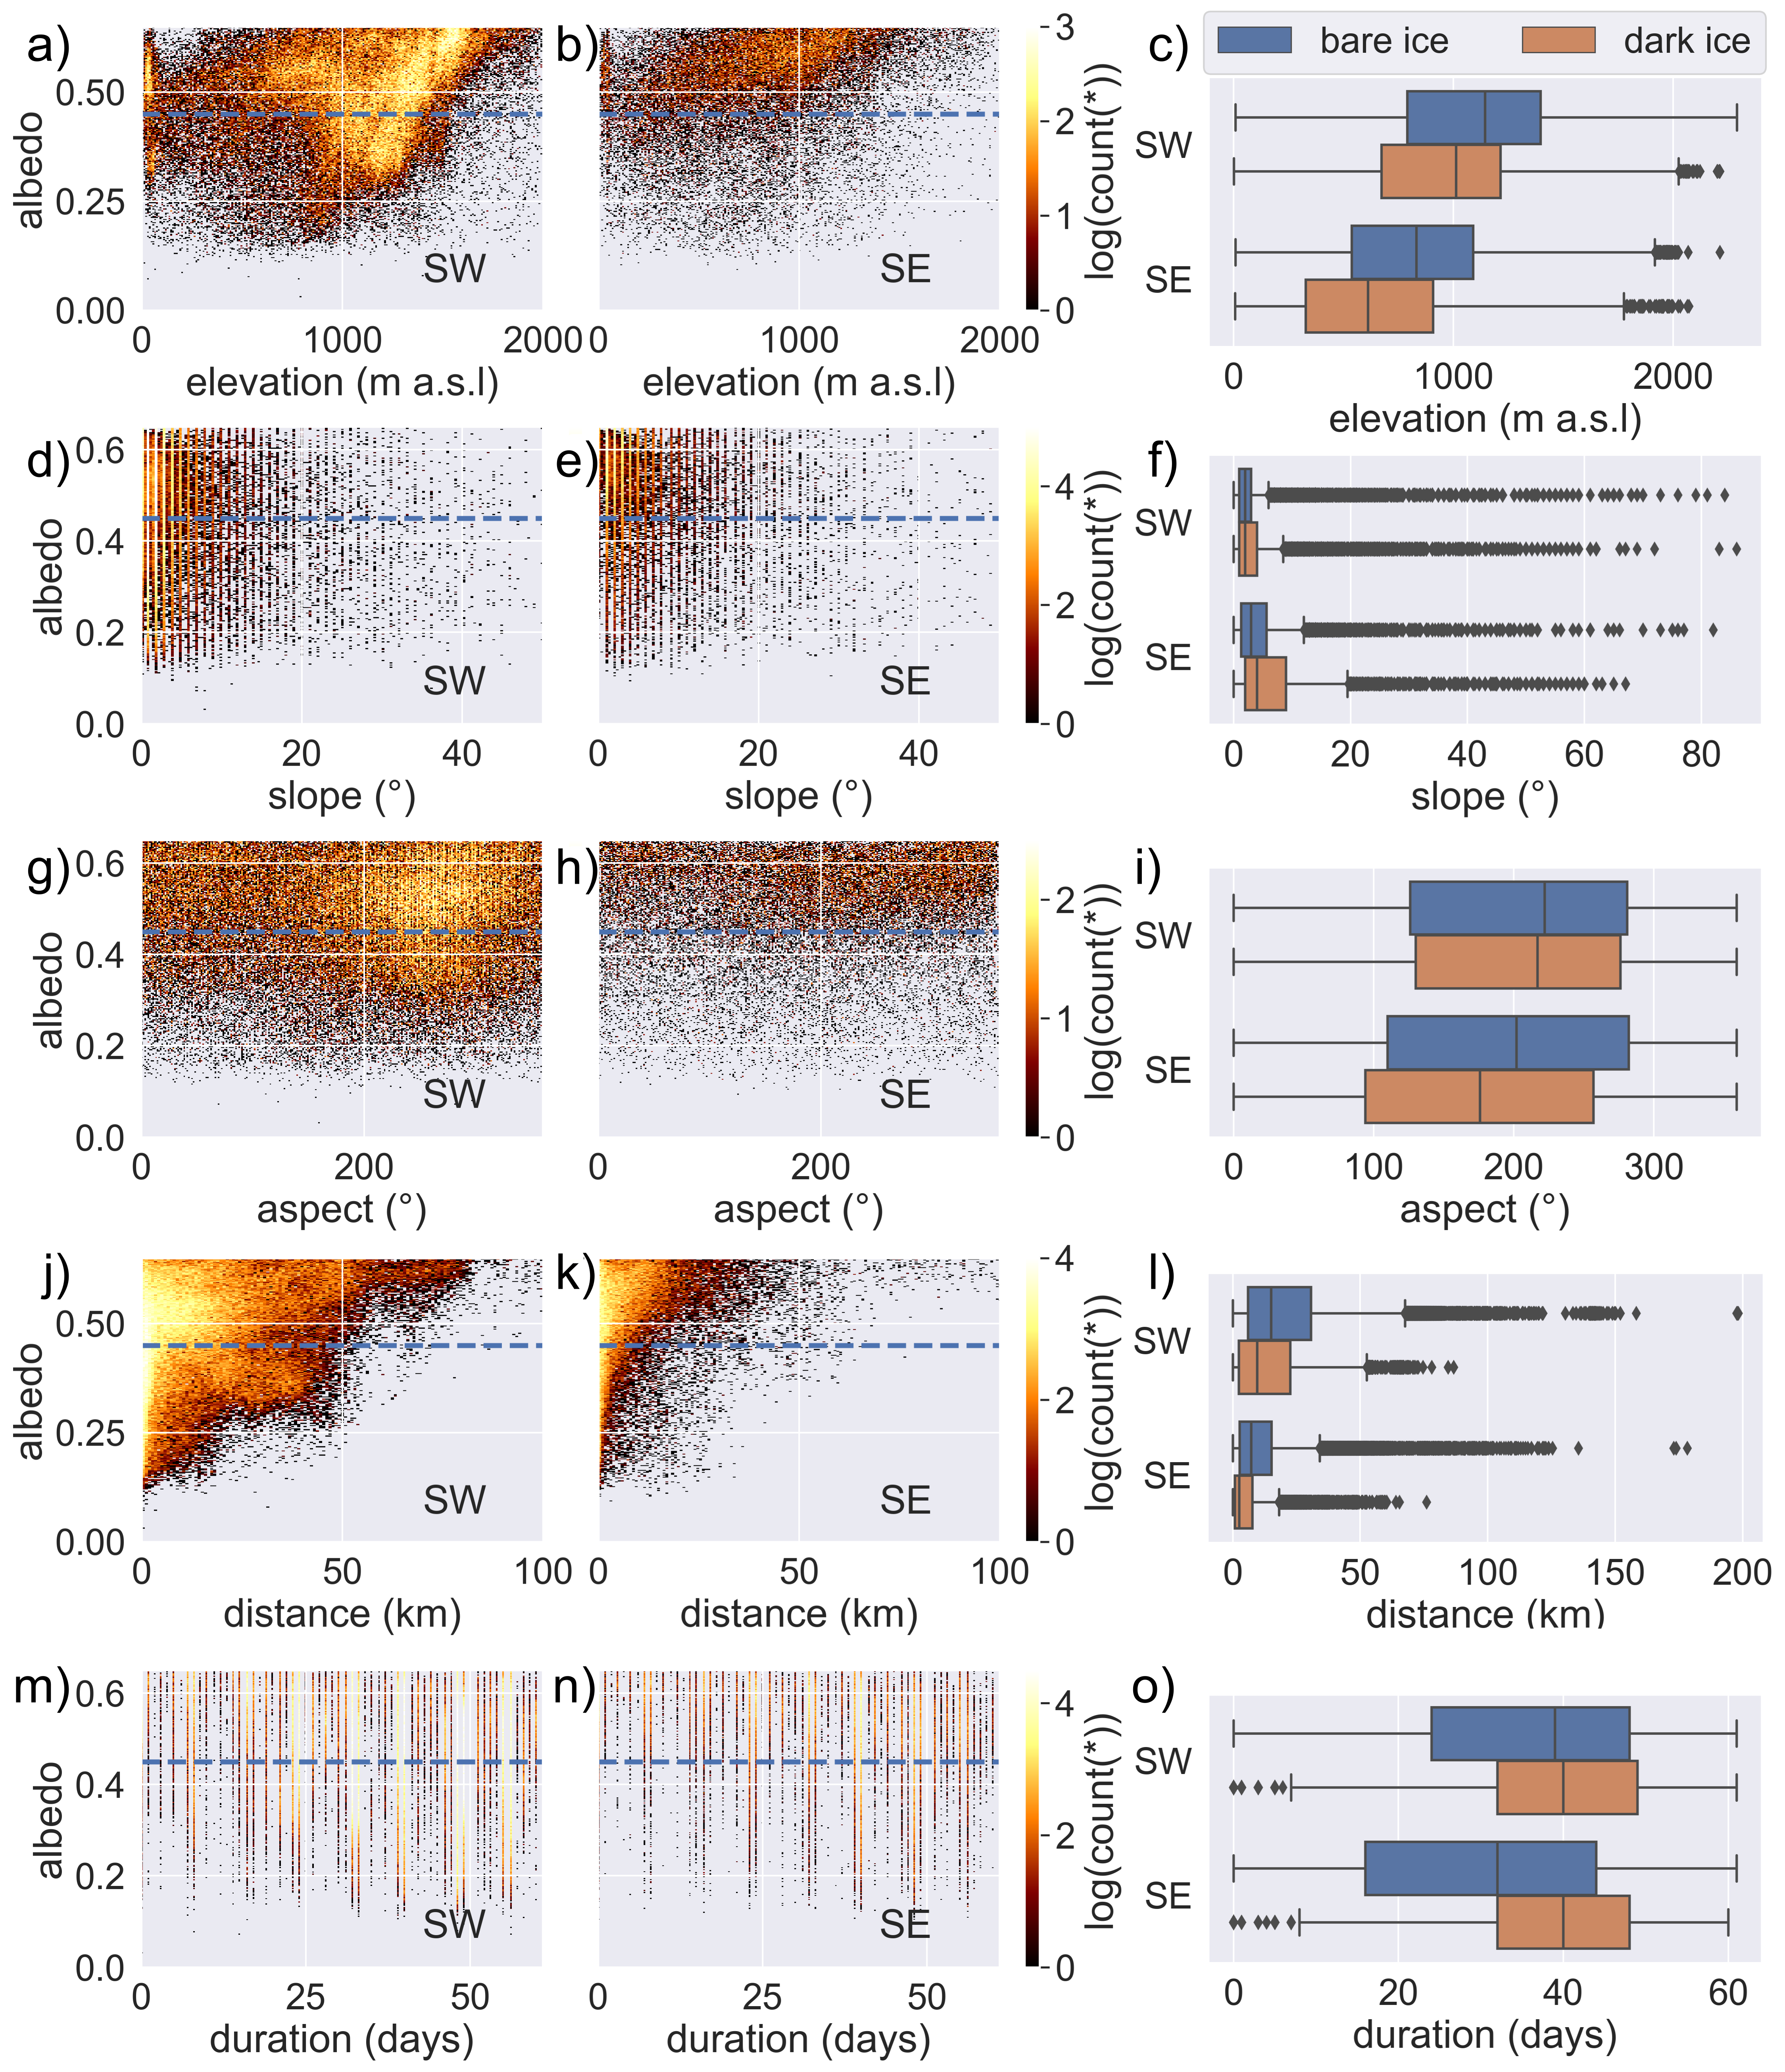 a)
albedo
0.50
0.25
0.00
SW
0
1000
2000
elevation (m a.s.l)
b)
SE
0
1000
2000
elevation (m a.s.l)
3
2
1
0
log(count(*))
c)
bare ice
dark ice
SW
SE
0
1000
2000
elevation (m a.s.l)
d)
albedo
0.6
0.4
0.2
0.0
SW
0
20
40
slope (°)
e)
SE
0
20
40
slope (°)
4
2
0
log(count(*))
f)
SW
SE
0
20
40
60
80
slope (°)
g)
albedo
0.6
0.4
0.2
0.0
SW
0
200
aspect (°)
h)
SE
0
200
aspect (°)
2
1
0
log(count(*))
i)
SW
SE
0
100
200
300
aspect (°)
j)
albedo
0.50
0.25
0.00
SW
0
50
100
distance (km)
k)
SE
0
50
100
distance (km)
4
2
0
log(count(*))
l)
SW
SE
0
50
100
150
200
distance (km)
m)
albedo
0.6
0.4
0.2
0.0
SW
0
25
50
duration (days)
n)
SE
0
25
50
duration (days)
4
2
0
log(count(*))
o)
SW
SE
0
20
40
60
duration (days)